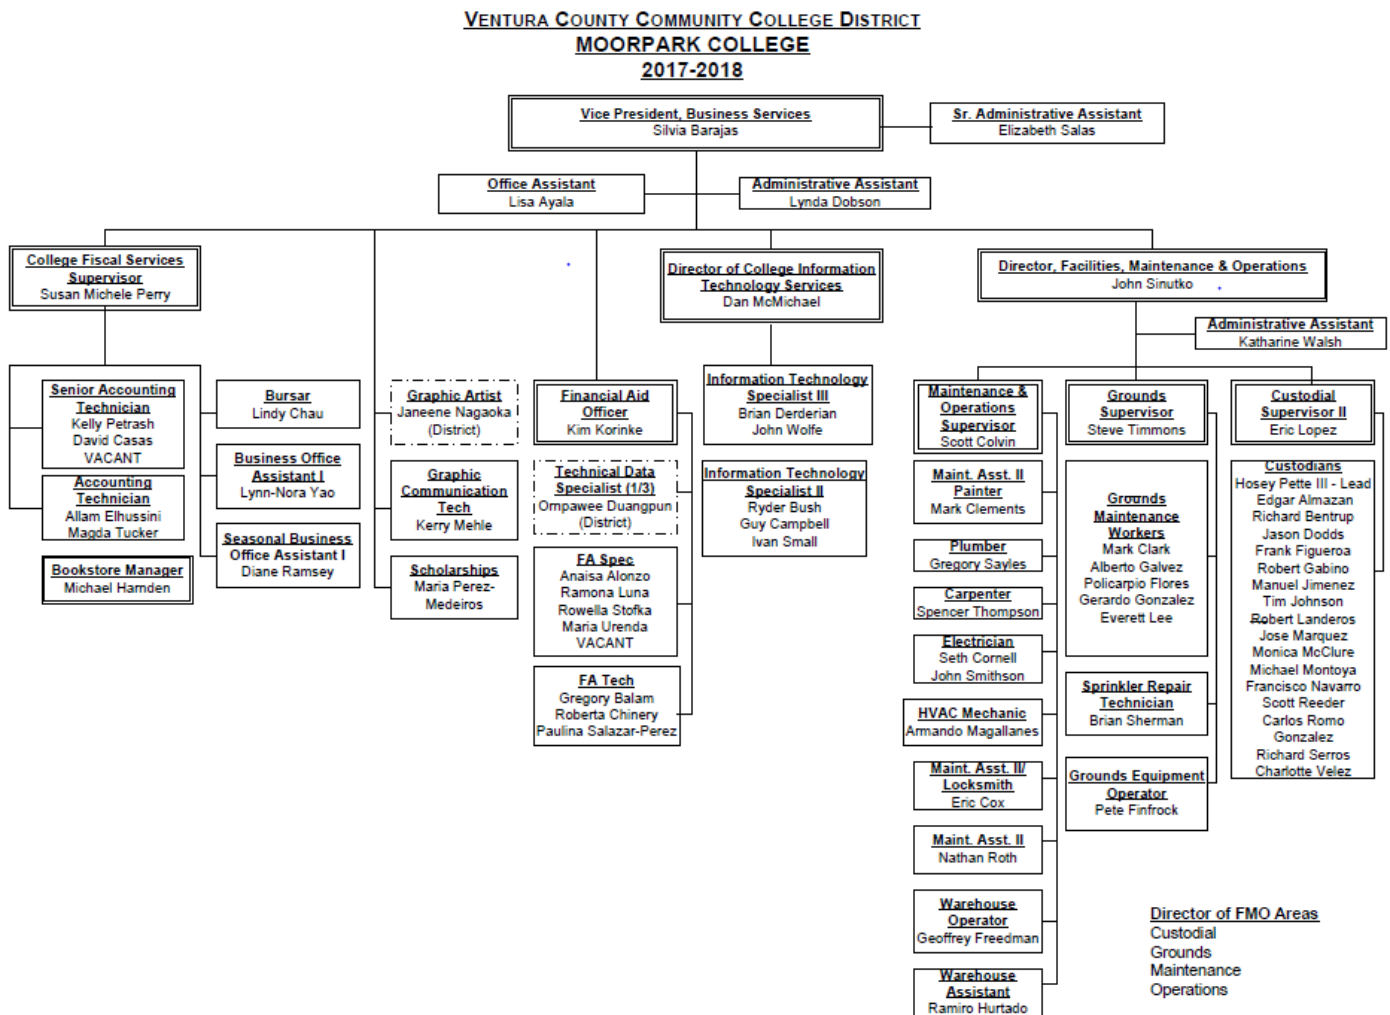 VENTURA COUNTY COMMUNITY COLLEGE DISTRICT
MOORPARK COLLEGE
2017-2018
Vice President, Business Services
Silvia Barajas
Sr. Administrative Assistant
Elizabeth Salas
Office Assistant
Lisa Ayala
Administrative Assistant
Lynda Dobson
College Fiscal Services
Supervisor
Susan Michele Perry
Director of College Information
Technology Services
Dan McMichael
Director, Facilities, Maintenance & Operations
John Sinutko
Administrative Assistant
Katharine Walsh
Senior Accounting
Technician
Kelly Petrash
David Casas
VACANT
Accounting
Technician
Allam Elhussini
Magda Tucker
Bookstore Manager
Michael Harnden
Bursar
Lindy Chau
Business Office
Assistant I
Lynn-Nora Yao
Seasonal Business
Office Assistant I
Diane Ramsey
Graphic Artist
Janeene Nagaoka
(District)
Graphic
Communication
Tech
Kerry Mehle
Scholarships
Maria Perez-
Medeiros
Financial Aid
Officer
Kim Korinke
Technical Data
Specialist (1/3)
Ornpawee Duangpun
(District)
FA Spec
Anaisa Alonzo
Ramona Luna
Rowella Stofka
Maria Urenda
VACANT
FA Tech
Gregory Balam
Roberta Chinery
Paulina Salazar-Perez
Information Technology
Specialist III
Brian Derderian
John Wolfe
Information Technology
Specialist II
Ryder Bush
Guy Campbell
Ivan Small
Maintenance &
Operations
Supervisor
Scott Colvin
Maint. Asst. II
Painter
Mark Clements
Plumber
Gregory Sayles
Carpenter
Spencer Thompson
Electrician
Seth Cornell
John Smithson
HVAC Mechanic
Armando Magallanes
Maint. Asst. II/
Locksmith
Eric Cox
Maint. Asst. II
Nathan Roth
Warehouse
Operator
Geoffrey Freedman
Warehouse
Assistant
Ramiro Hurtado
Grounds
Supervisor
Steve Timmons
Grounds
Maintenance
Workers
Mark Clark
Alberto Galvez
Policarpio Flores
Gerardo Gonzalez
Everett Lee
Sprinkler Repair
Technician
Brian Sherman
Grounds Equipment
Operator
Pete Finfrock
Custodial
Supervisor II
Eric Lopez
Custodians
Hosey Pette III - Lead
Edgar Almazan
Richard Bentrup
Jason Dodds
Frank Figueroa
Robert Gabino
Manuel Jimenez
Tim Johnson
Robert Landeros
Jose Marquez
Monica McClure
Michael Montoya
Francisco Navarro
Scott Reeder
Carlos Romo
Gonzalez
Richard Serros
Charlotte Velez
Director of FMO Areas
Custodial
Grounds
Maintenance
Operations